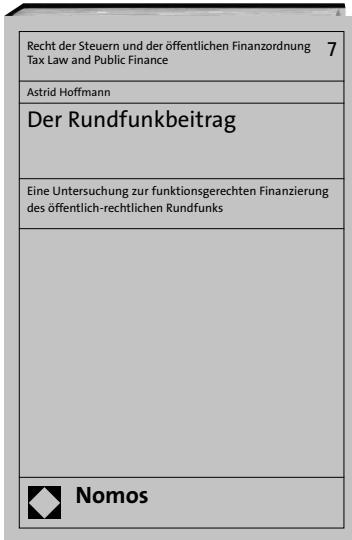 Recht der Steuern und der öffentlichen Finanzordnung 7
Tax Law and Public Finance
Astrid Hoffmann
Der Rundfunkbeitrag
Eine Untersuchung zur funktionsgerechten Finanzierung
des öffentlich-rechtlichen Rundfunks
Nomos